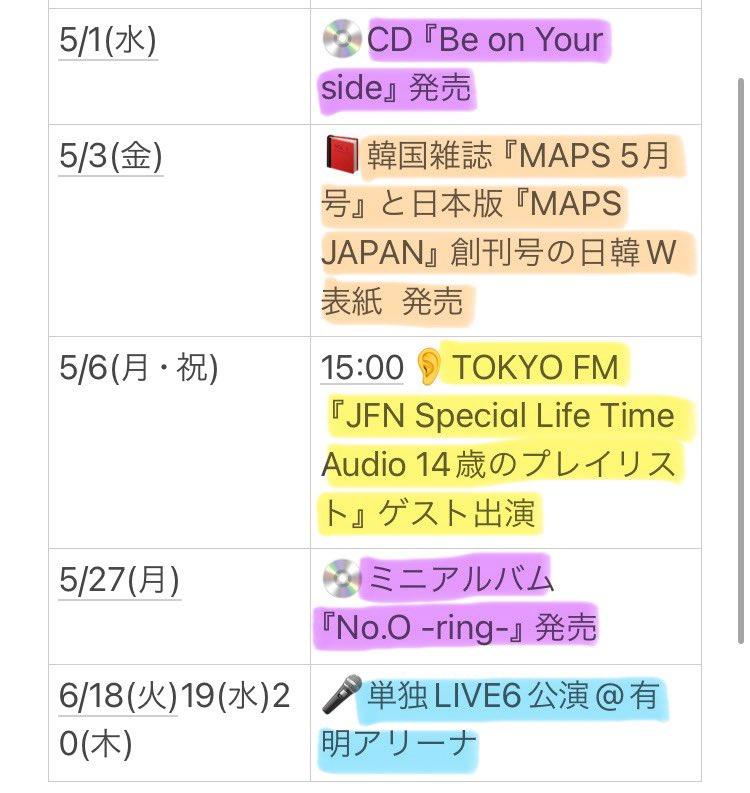 5/1(水)
💿CD『Be on Your
side』発売
5/3(金)
📕韓国雑誌『MAPS 5月
号』と日本版『MAPS
JAPAN』創刊号の日韓W
表紙 発売
5/6(月・祝)
15:00👂TOKYO FM
『JFN Special Life Time
Audio 14歳のプレイリス
ト』ゲスト出演
5/27(月)
💿ミニアルバム
『No.O -ring-』発売
6/18(火)19(水)2
0(木)
🎤単独LIVE6公演@有
明アリーナ